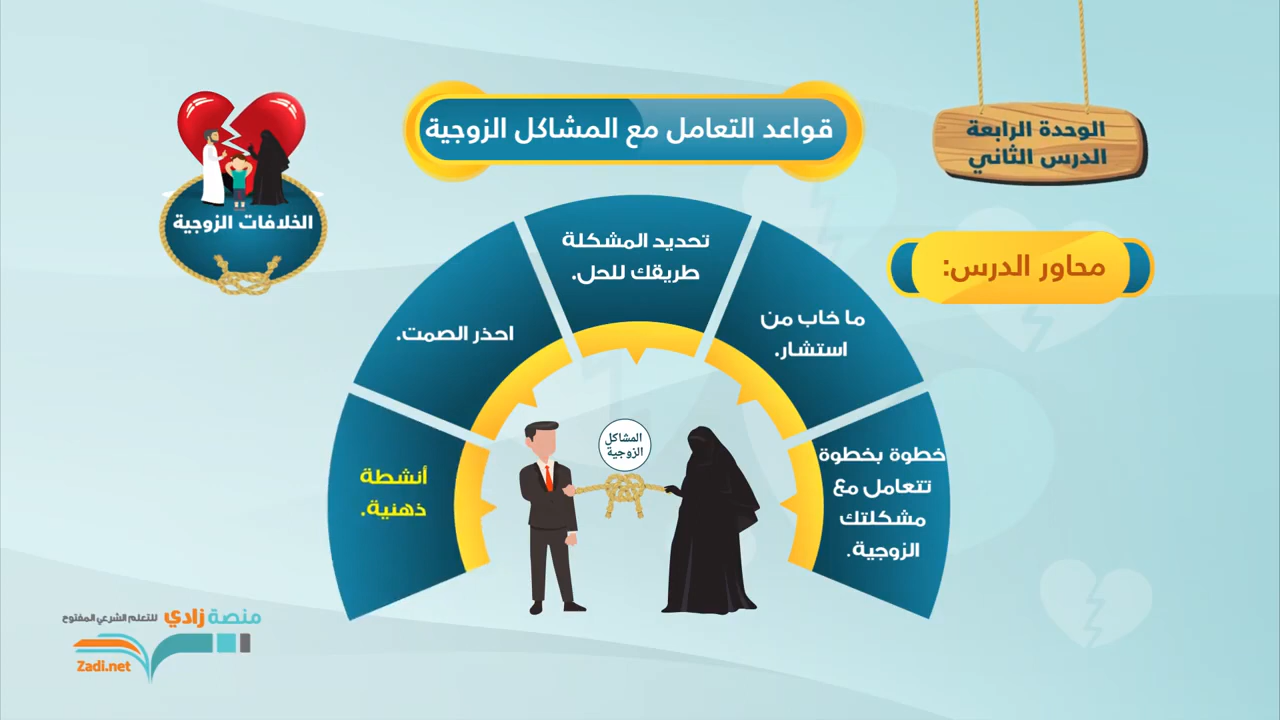 الوحدة الرابعة
الدرس الثاني
قواعد التعامل مع المشاكل الزوجية
الخلافات الزوجية
محاور الدرس:
خطوة بخطوة
تتعامل مع
مشكلتك
الزوجية.
ما خاب من
استشار.
تحديد المشكلة
طريقك للحل.
احذر الصمت.
أنشطة
ذهنية.
المشاكل
الزوجية
منصة زادي للتعلم الشرعي المفتوح
Zadi.net